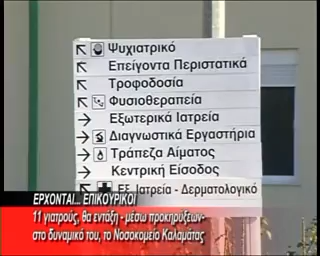 Ψυχιατρικό
Επείγοντα Περιστατικά
Τροφοδοσία
Φυσιοθεραπεία
Εξωτερικά Ιατρεία
Διαγνωστικά Εργαστήρια
Τράπεζα Αίματος
Κεντρική Είσοδος
Εξ. Ιατρεία - Δερματολογικό
ΕΡΧΟΝΤΑΙ... ΕΠΙΚΟΥΡΙΚΟΙ
11 γιατρούς, θα εντάξη - μέσω προκηρύξεων-
στο δυναμικό του, το Νοσοκομείο Καλαμάτας